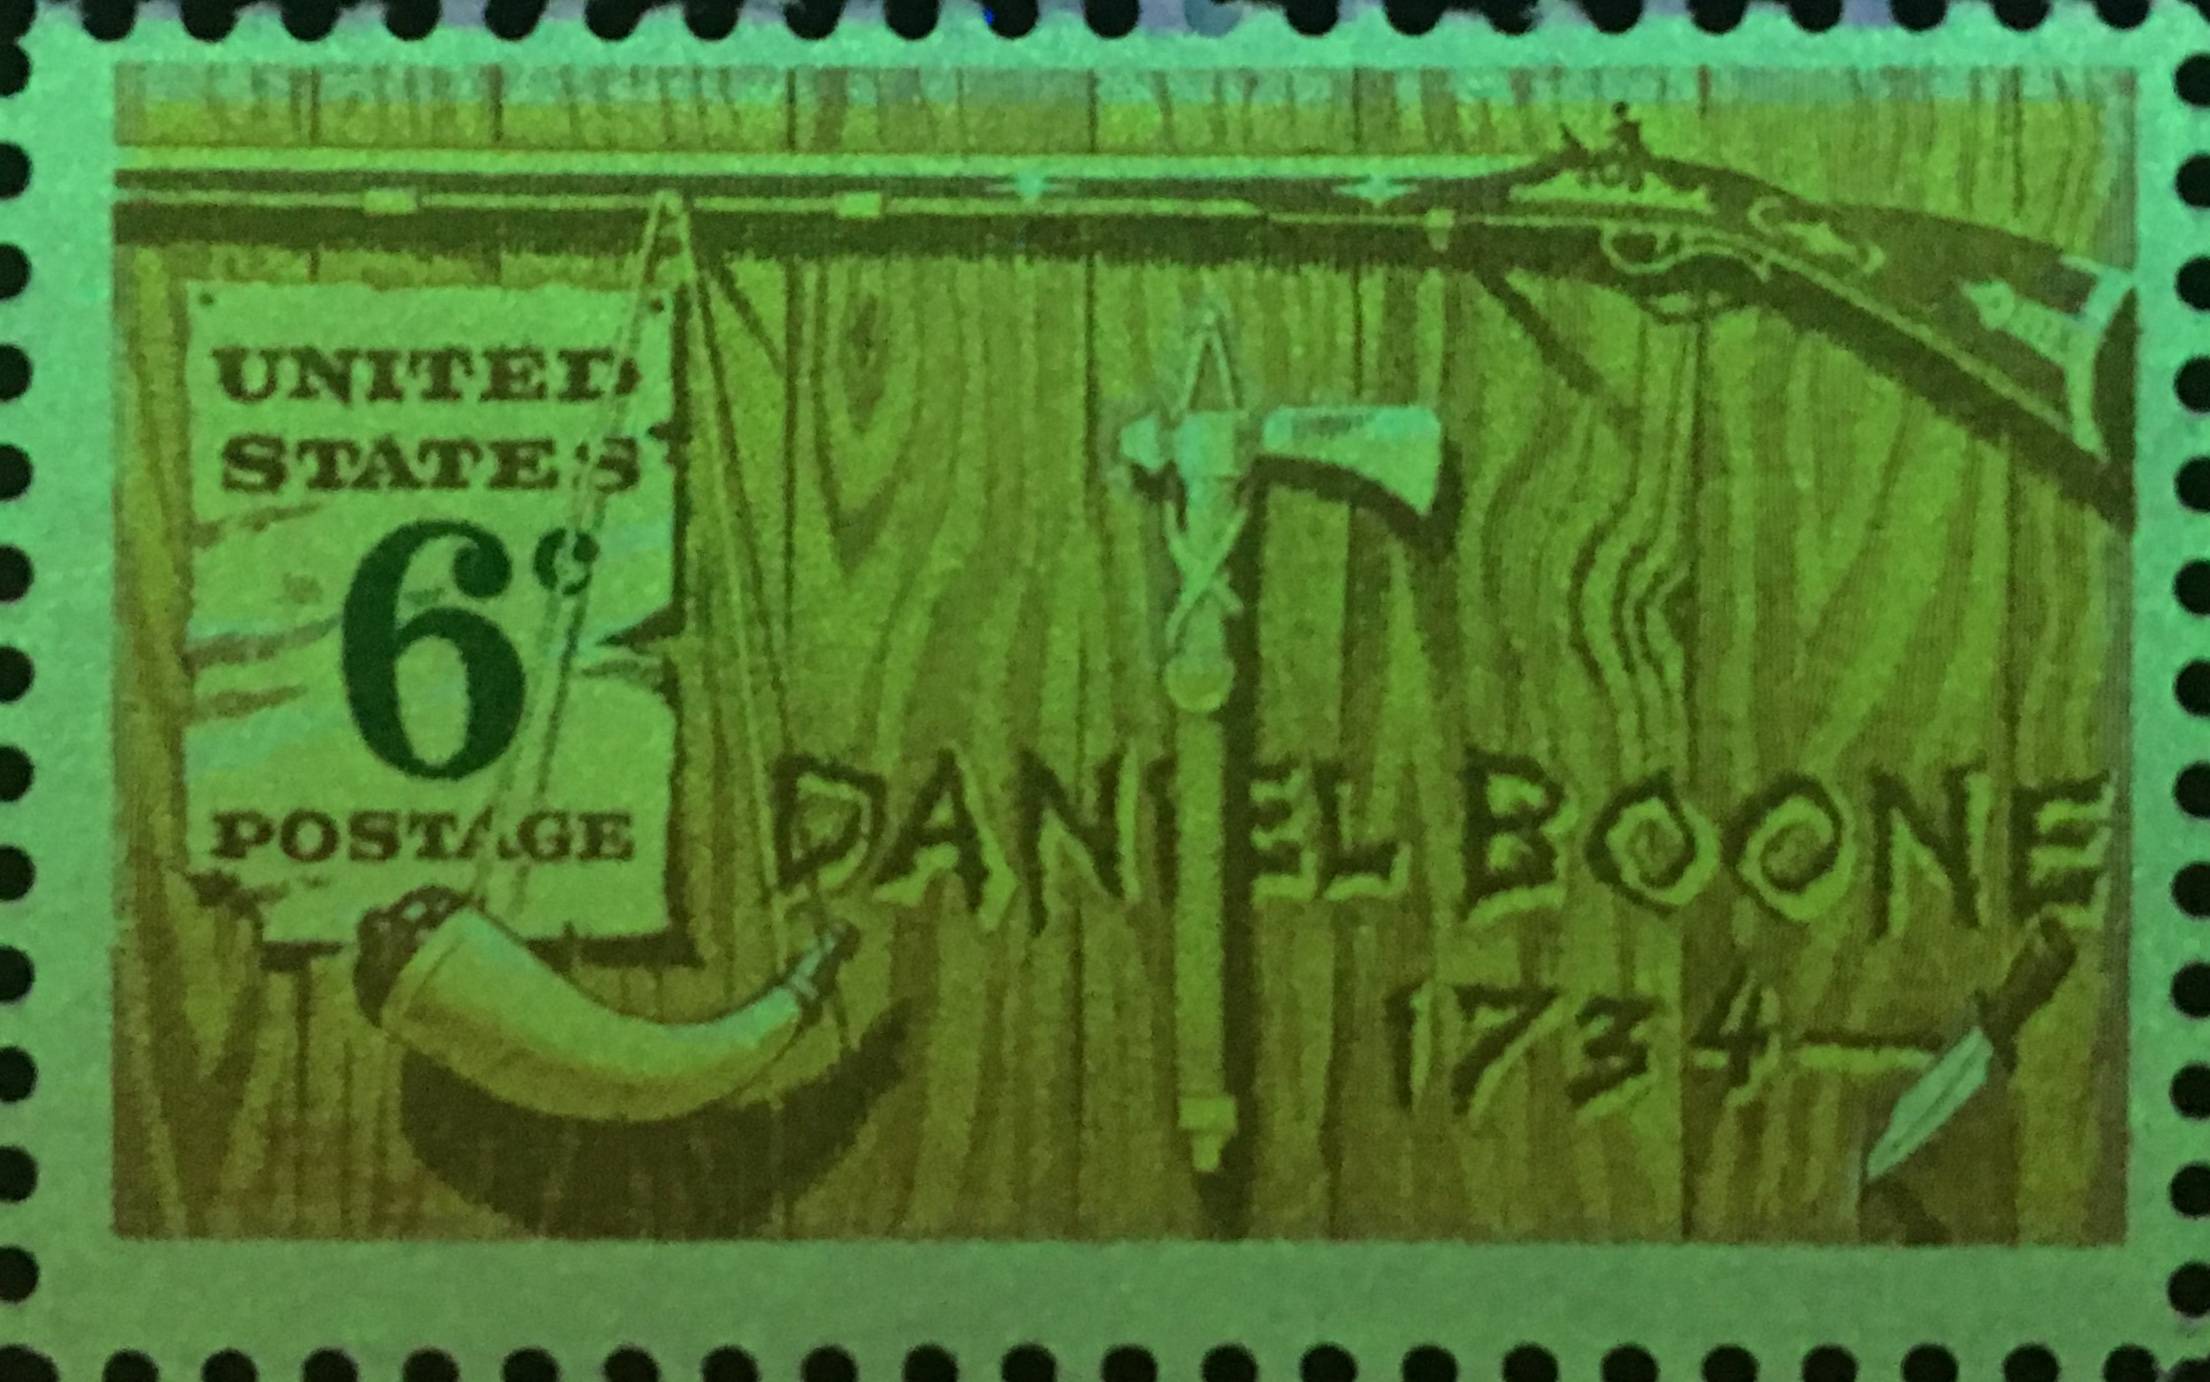 UNITED
STATES
6¢
POSTAGE
DANIEL BOONE
1734